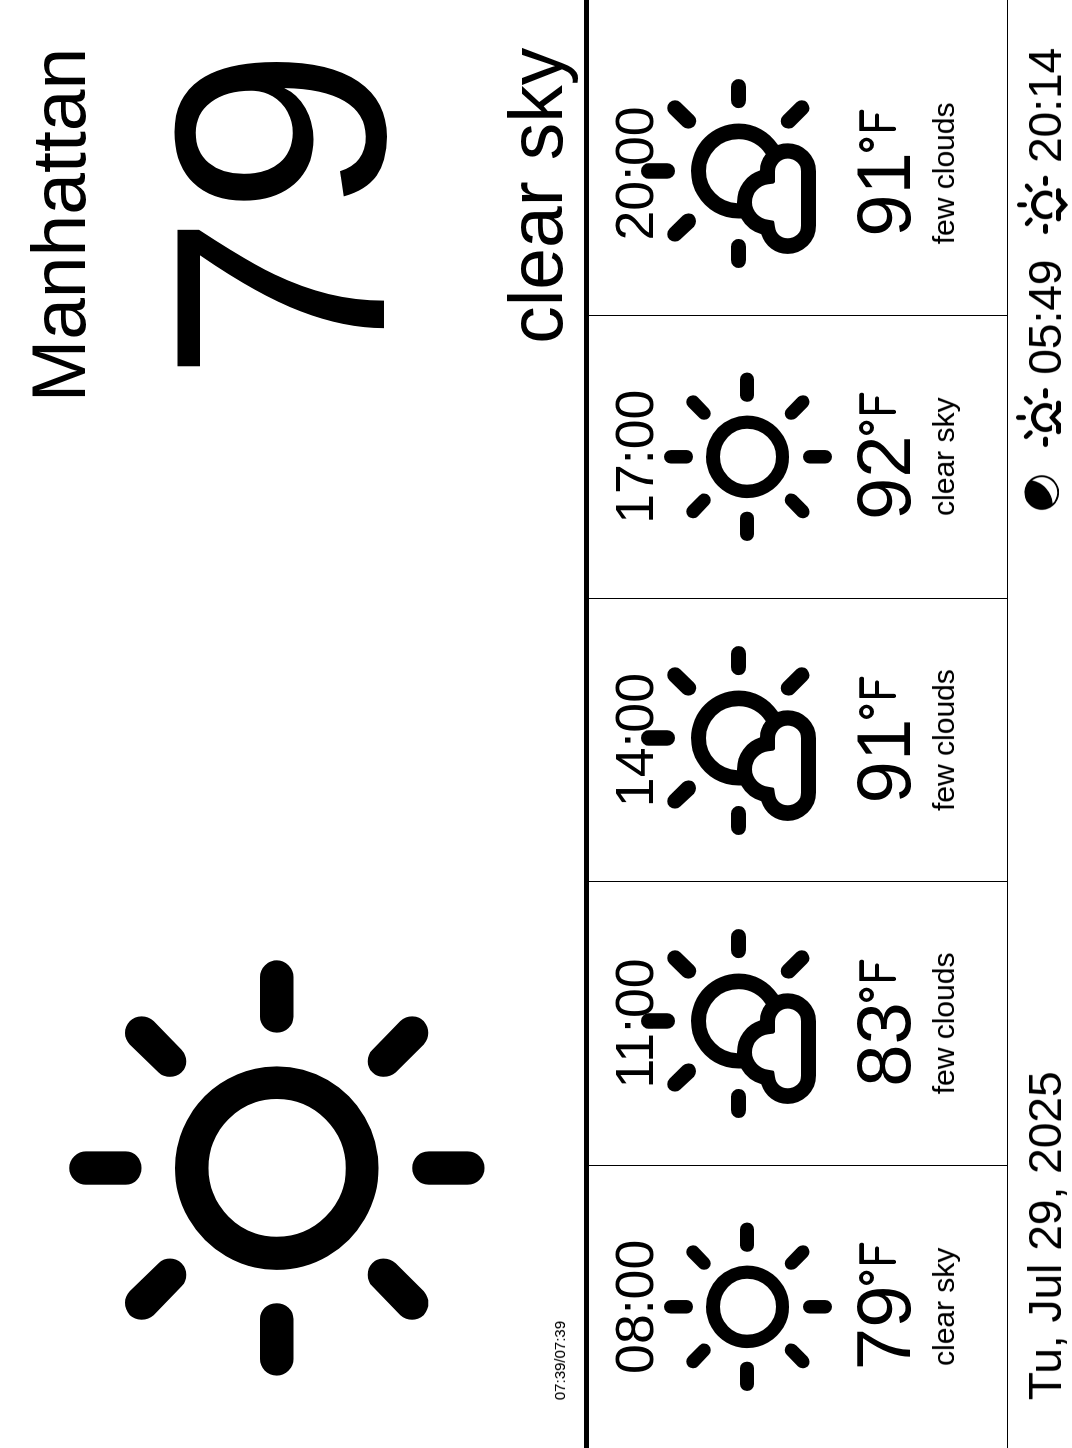 Manhattan
79
clear sky
07:39/07:39
08:00 11:00 14:00 17:00 20:00
79°F 83°F 91°F 92°F 91°F
clear sky few clouds few clouds clear sky few clouds
Tu, Jul 29, 2025 05:49 20:14